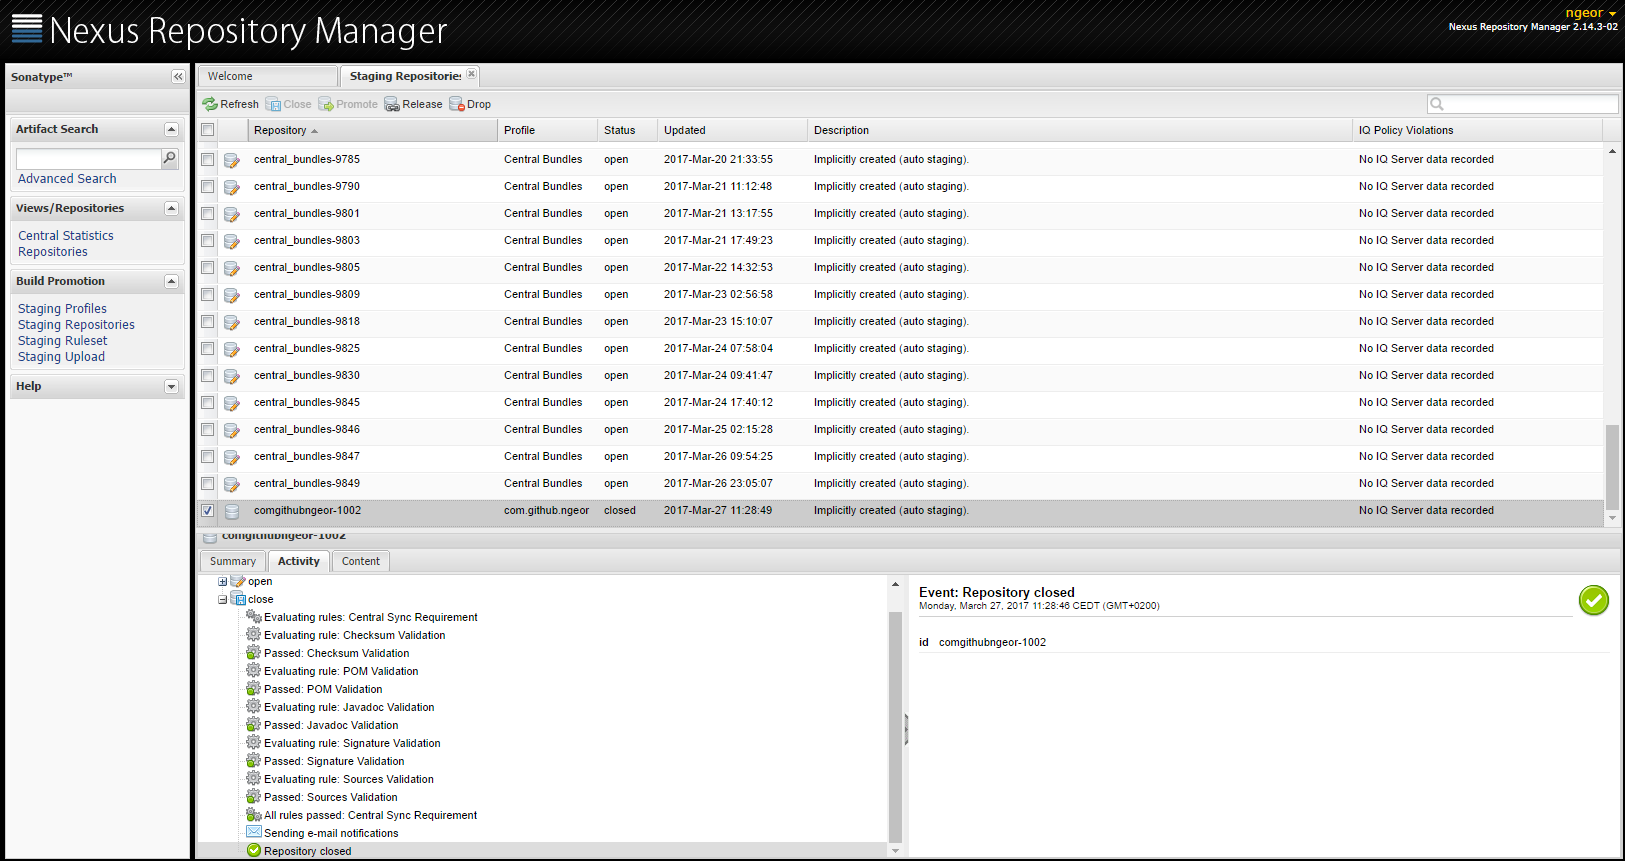 Nexus Repository Manager
ngeor
Nexus Repository Manager 2.14.3-02
Sonatype™
Artifact Search
Advanced Search
Views/Repositories
Central Statistics
Repositories
Build Promotion
Staging Profiles
Staging Repositories
Staging Ruleset
Staging Upload
Help
Welcome
Staging Repositories
Refresh Close Promote Release Drop
Repository Profile Status Updated Description IQ Policy Violations
central_bundles-9785 Central Bundles open 2017-Mar-20 21:33:55 Implicitly created (auto staging). No IQ Server data recorded
central_bundles-9790 Central Bundles open 2017-Mar-21 11:12:48 Implicitly created (auto staging). No IQ Server data recorded
central_bundles-9801 Central Bundles open 2017-Mar-21 13:17:55 Implicitly created (auto staging). No IQ Server data recorded
central_bundles-9803 Central Bundles open 2017-Mar-21 17:49:23 Implicitly created (auto staging). No IQ Server data recorded
central_bundles-9805 Central Bundles open 2017-Mar-22 14:32:53 Implicitly created (auto staging). No IQ Server data recorded
central_bundles-9809 Central Bundles open 2017-Mar-23 02:56:58 Implicitly created (auto staging). No IQ Server data recorded
central_bundles-9818 Central Bundles open 2017-Mar-23 15:10:07 Implicitly created (auto staging). No IQ Server data recorded
central_bundles-9825 Central Bundles open 2017-Mar-24 07:58:04 Implicitly created (auto staging). No IQ Server data recorded
central_bundles-9830 Central Bundles open 2017-Mar-24 09:41:47 Implicitly created (auto staging). No IQ Server data recorded
central_bundles-9845 Central Bundles open 2017-Mar-24 17:40:12 Implicitly created (auto staging). No IQ Server data recorded
central_bundles-9846 Central Bundles open 2017-Mar-25 02:15:28 Implicitly created (auto staging). No IQ Server data recorded
central_bundles-9847 Central Bundles open 2017-Mar-26 09:54:25 Implicitly created (auto staging). No IQ Server data recorded
central_bundles-9849 Central Bundles open 2017-Mar-26 23:05:07 Implicitly created (auto staging). No IQ Server data recorded
comgithubngeor-1002 com.github.ngeor closed 2017-Mar-27 11:28:49 Implicitly created (auto staging). No IQ Server data recorded
comgithubngeor-1002
Summary Activity Content
open
close
Evaluating rules: Central Sync Requirement
Evaluating rule: Checksum Validation
Passed: Checksum Validation
Evaluating rule: POM Validation
Passed: POM Validation
Evaluating rule: Javadoc Validation
Passed: Javadoc Validation
Evaluating rule: Signature Validation
Passed: Signature Validation
Evaluating rule: Sources Validation
Passed: Sources Validation
All rules passed: Central Sync Requirement
Sending e-mail notifications
Repository closed
Event: Repository closed
Monday, March 27, 2017 11:28:46 CEDT (GMT+0200)
id comgithubngeor-1002